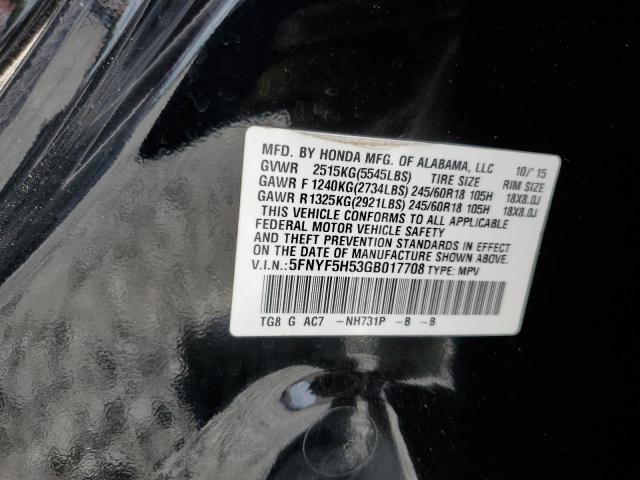 MFD. BY HONDA MFG. OF ALABAMA, LLC 10/'15
GVWR 2515KG(5545LBS) TIRE SIZE RIM SIZE
GAWR F 1240KG(2734LBS) 245/60R18 105H 18X8.0J
GAWR R1325KG(2921LBS) 245/60R18 105H 18X8.0J
THIS VEHICLE CONFORMS TO ALL APPLICABLE
FEDERAL MOTOR VEHICLE SAFETY
AND THEFT PREVENTION STANDARDS IN EFFECT
ON THE DATE OF MANUFACTURE SHOWN ABOVE.
V.I.N.: 5FNYF5H53GB017708 TYPE: MPV
TG8 G AC7 -NH731P -B -B